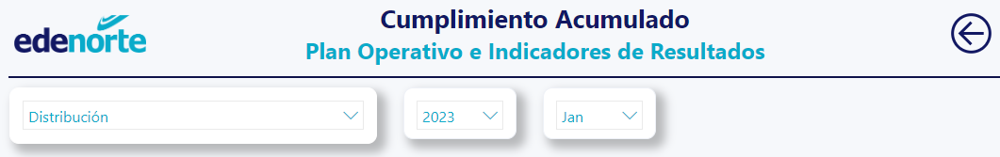 edenorte
Cumplimiento Acumulado
Plan Operativo e Indicadores de Resultados
Distribución
2023
Jan